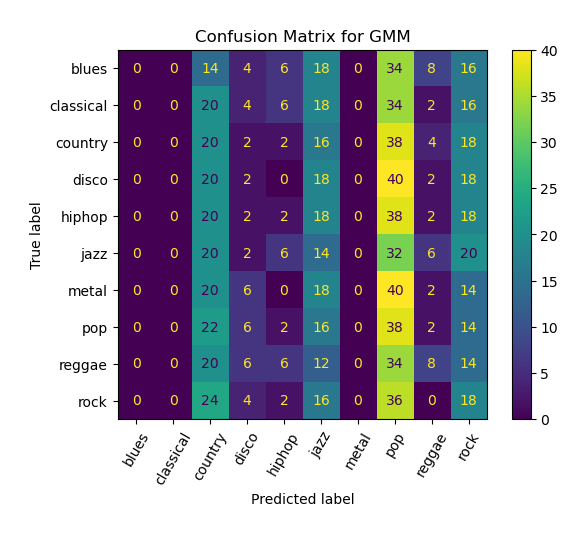 Confusion Matrix for GMM
True label
blues 0 0 14 4 6 18 0 34 8 16
classical 0 0 20 4 6 18 0 34 2 16
country 0 0 20 2 2 16 0 38 4 18
disco 0 0 20 2 0 18 0 40 2 18
hiphop 0 0 20 2 2 18 0 38 2 18
jazz 0 0 20 2 6 14 0 32 6 20
metal 0 0 20 6 0 18 0 40 2 14
pop 0 0 22 6 2 16 0 38 2 14
reggae 0 0 20 6 6 12 0 34 8 14
rock 0 0 24 4 2 16 0 36 0 18
blues classical country disco hiphop jazz metal pop reggae rock
Predicted label
40
35
30
25
20
15
10
5
0